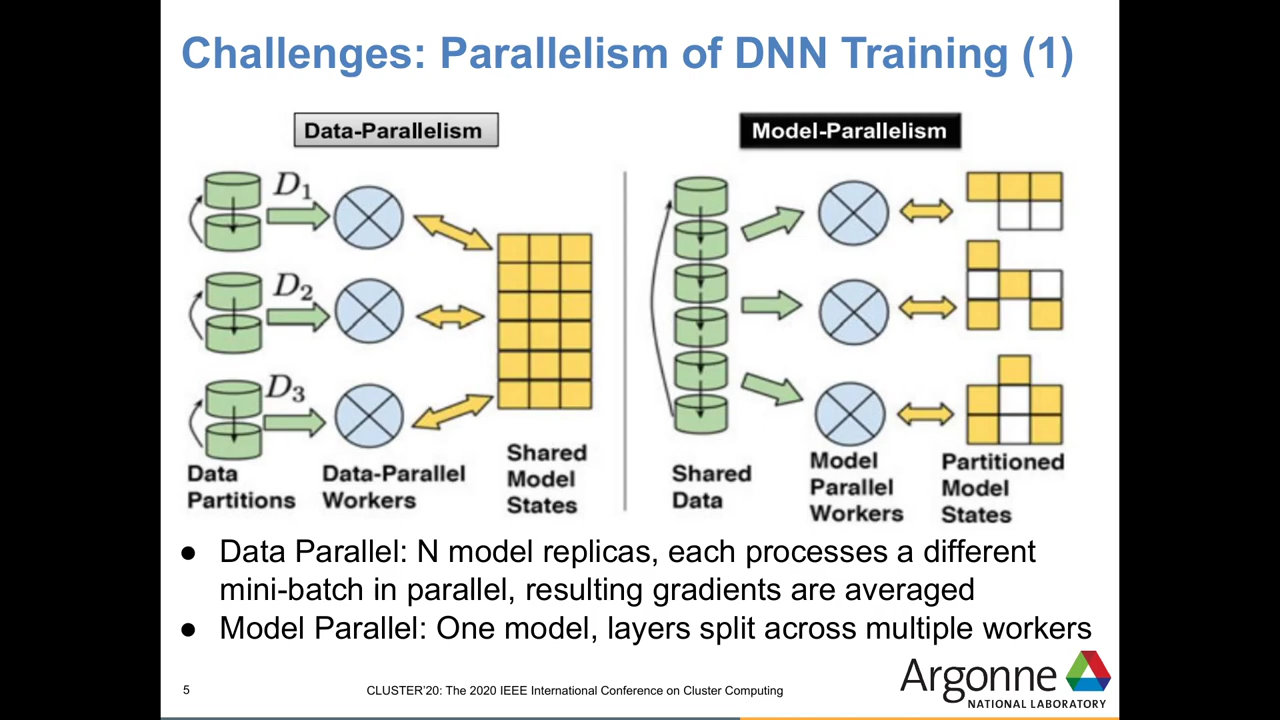 Challenges: Parallelism of DNN Training (1)
Data-Parallelism
D1
D2
D3
Data
Partitions
Data-Parallel
Workers
Shared
Model
States
Model-Parallelism
Shared
Data
Model
Parallel
Workers
Partitioned
Model
States
● Data Parallel: N model replicas, each processes a different
mini-batch in parallel, resulting gradients are averaged
● Model Parallel: One model, layers split across multiple workers
5
CLUSTER'20: The 2020 IEEE International Conference on Cluster Computing
Argonne
NATIONAL LABORATORY